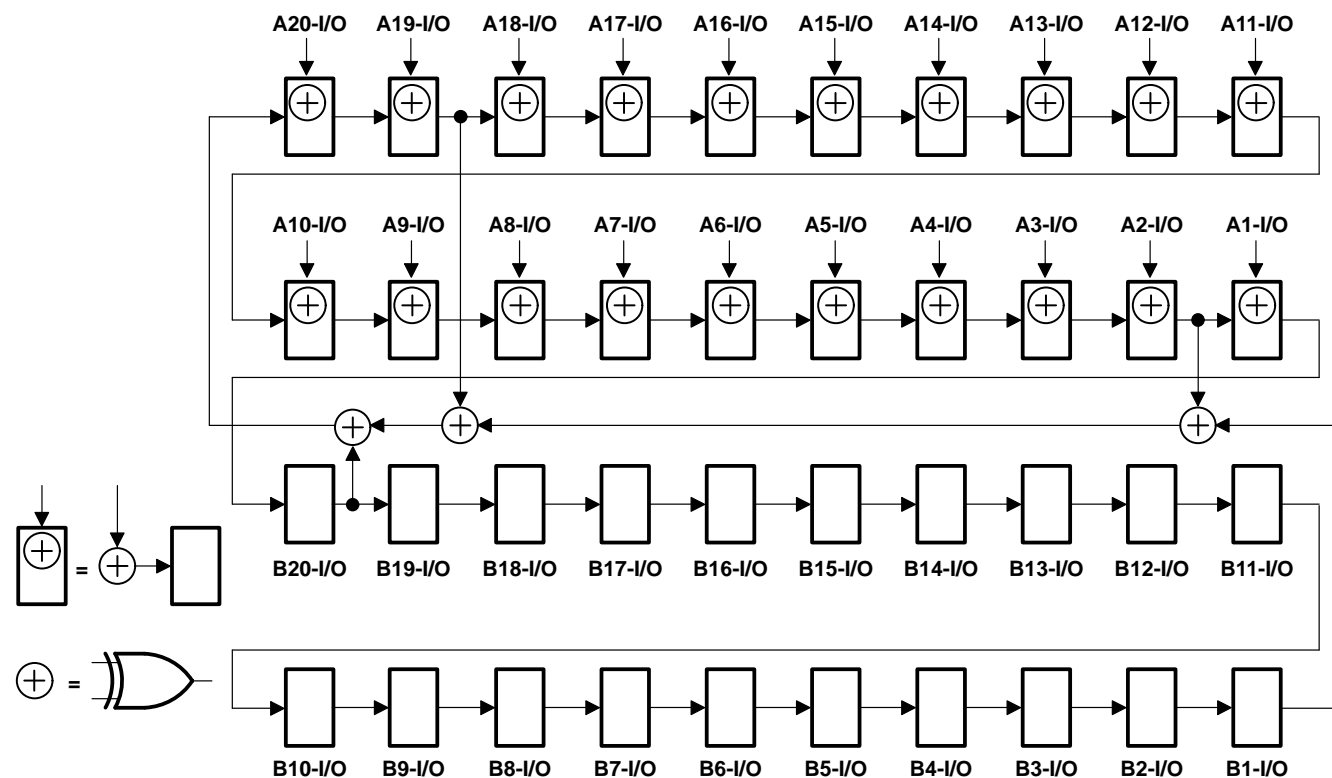 A20-I/O A19-I/O A18-I/O A17-I/O A16-I/O A15-I/O A14-I/O A13-I/O A12-I/O A11-I/O
A10-I/O A9-I/O A8-I/O A7-I/O A6-I/O A5-I/O A4-I/O A3-I/O A2-I/O A1-I/O
=
B20-I/O B19-I/O B18-I/O B17-I/O B16-I/O B15-I/O B14-I/O B13-I/O B12-I/O B11-I/O
=
B10-I/O B9-I/O B8-I/O B7-I/O B6-I/O B5-I/O B4-I/O B3-I/O B2-I/O B1-I/O